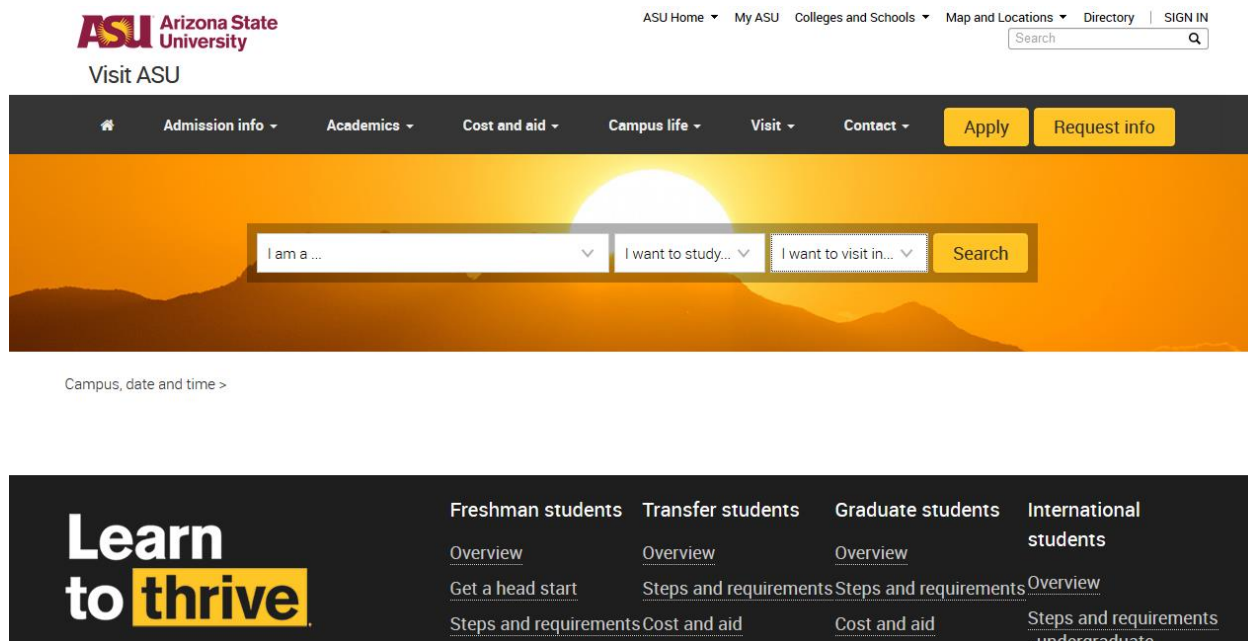 ASU Arizona State University
ASU Home My ASU Colleges and Schools Map and Locations Directory | SIGN IN
Search
Visit ASU
Admission info Academics Cost and aid Campus life Visit Contact Apply Request info
I am a ... I want to study... I want to visit in... Search
Campus, date and time >
Learn
to thrive
Freshman students
Overview
Get a head start
Steps and requirements
Transfer students
Overview
Steps and requirements
Cost and aid
Graduate students
Overview
Steps and requirements
Cost and aid
International
students
Overview
Steps and requirements
- undergraduate